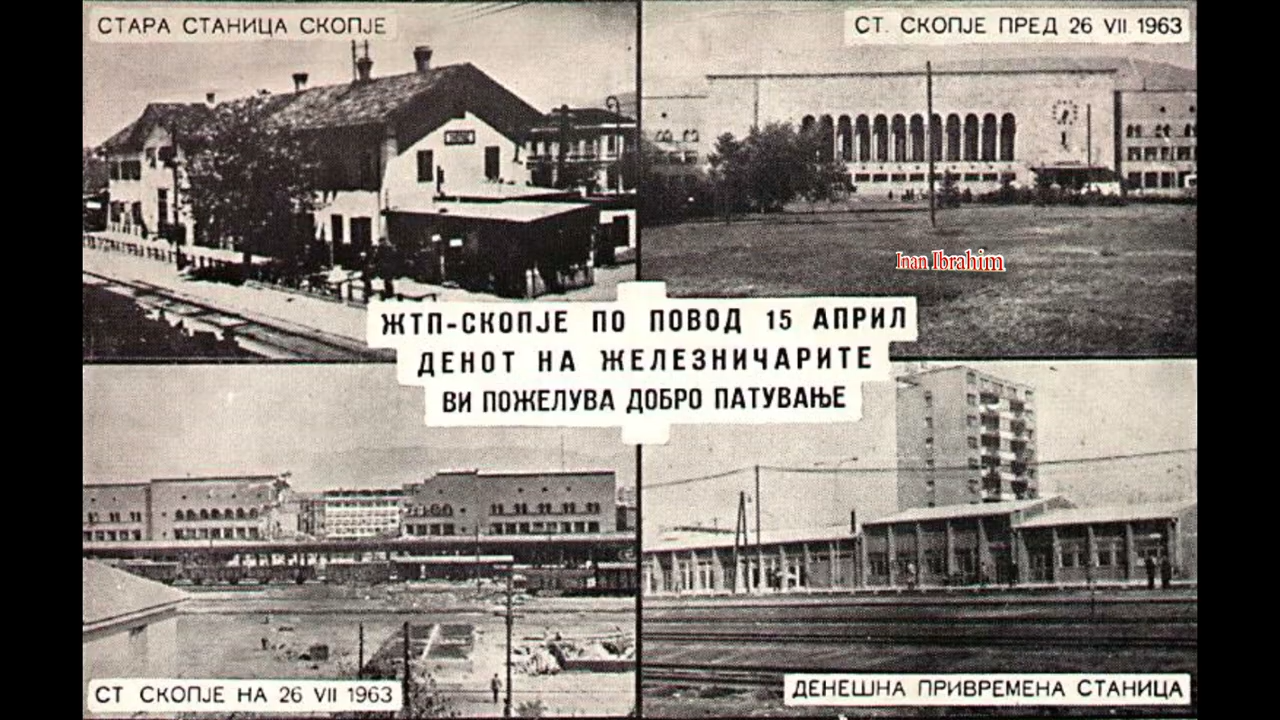 СТАРА СТАНИЦА СКОПЈЕ
СТ. СКОПЈЕ ПРЕД 26 VII. 1963
Inan Ibrahim
ЖТП-СКОПЈЕ ПО ПОВОД 15 АПРИЛ
ДЕНОТ НА ЖЕЛЕЗНИЧАРИТЕ
ВИ ПОЖЕЛУВА ДОБРО ПАТУВАЊЕ
СТ СКОПЈЕ НА 26 VII 1963
ДЕНЕШНА ПРИВРЕМЕНА СТАНИЦА